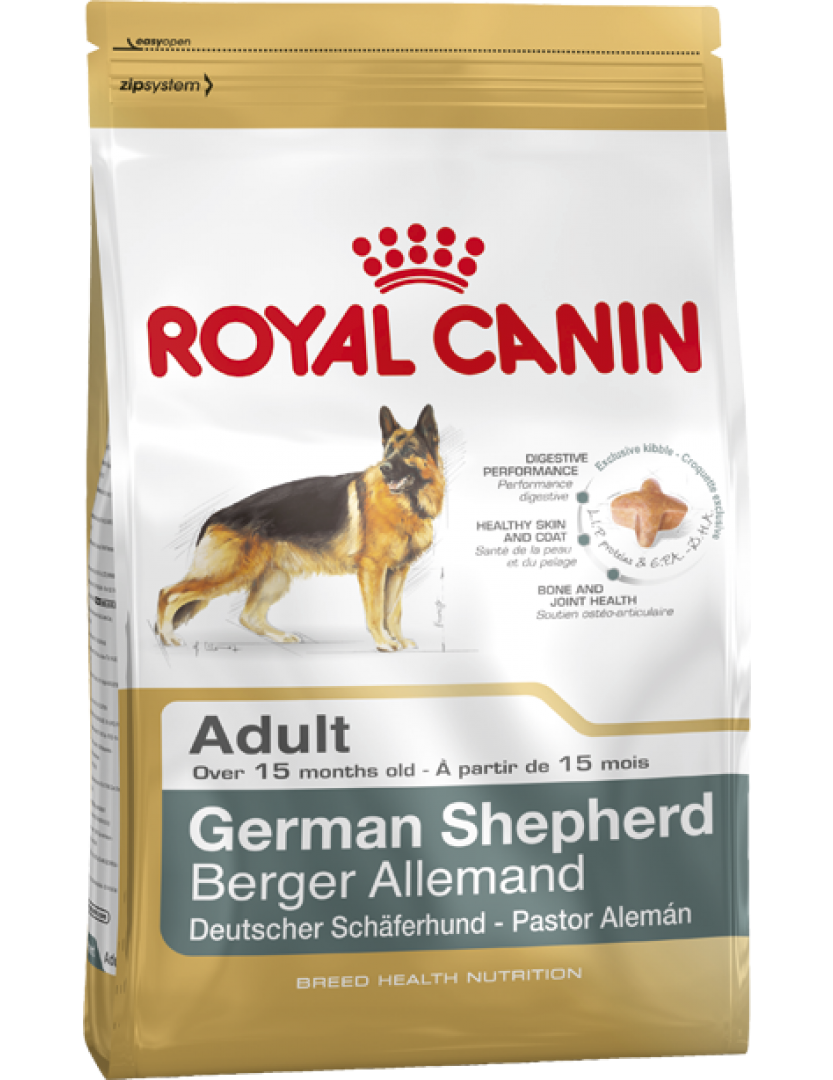 easyopen
zipsystem
ROYAL CANIN
DIGESTIVE
PERFORMANCE
Performance
digestive
HEALTHY SKIN
AND COAT
Santé de la peau
et du pelage
BONE AND
JOINT HEALTH
Soutien ostéo-articulaire
Exclusive kibble - Croquette exclusive
L.I.P. proteins & E.P.A. - D.H.A.
Adult
Over 15 months old - À partir de 15 mois
German Shepherd
Berger Allemand
Deutscher Schäferhund - Pastor Alemán
BREED HEALTH NUTRITION